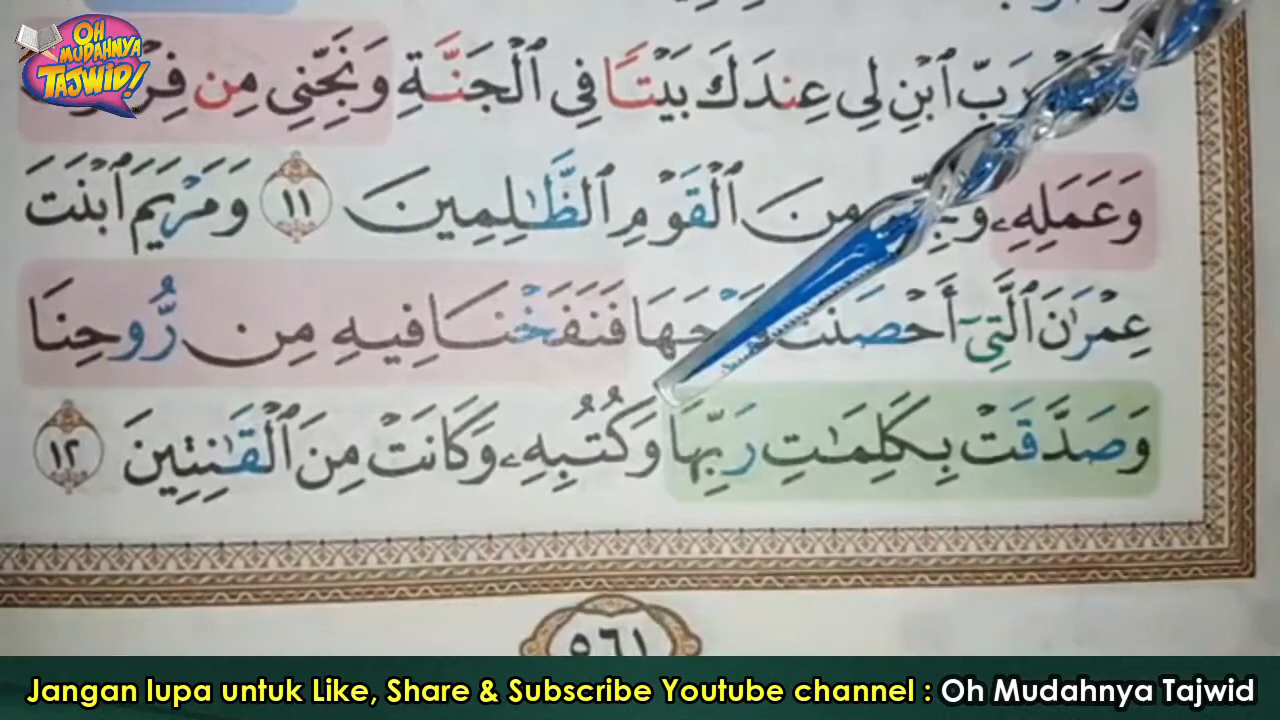 OH
MUDAHNYA
TAJWID!
رَبِّ ٱبْنِ لِى عِندَكَ بَيْتًا فِى ٱلْجَنَّةِ وَنَجِّنِى مِن
وَعَمَلِهِۦ مِنَ ٱلْقَوْمِ ٱلظَّـٰلِمِينَ ١١ وَمَرْيَمَ ٱبْنَتَ
عِمْرَٰنَ ٱلَّتِىٓ أَحْصَنَتْ فَنَفَخْنَا فِيهِ مِن رُّوحِنَا
وَصَدَّقَتْ بِكَلِمَـٰتِ رَبِّهَا وَكُتُبِهِۦ وَكَانَتْ مِنَ ٱلْقَـٰنِتِينَ ١٢
٥٦١
Jangan lupa untuk Like, Share & Subscribe Youtube channel : Oh Mudahnya Tajwid